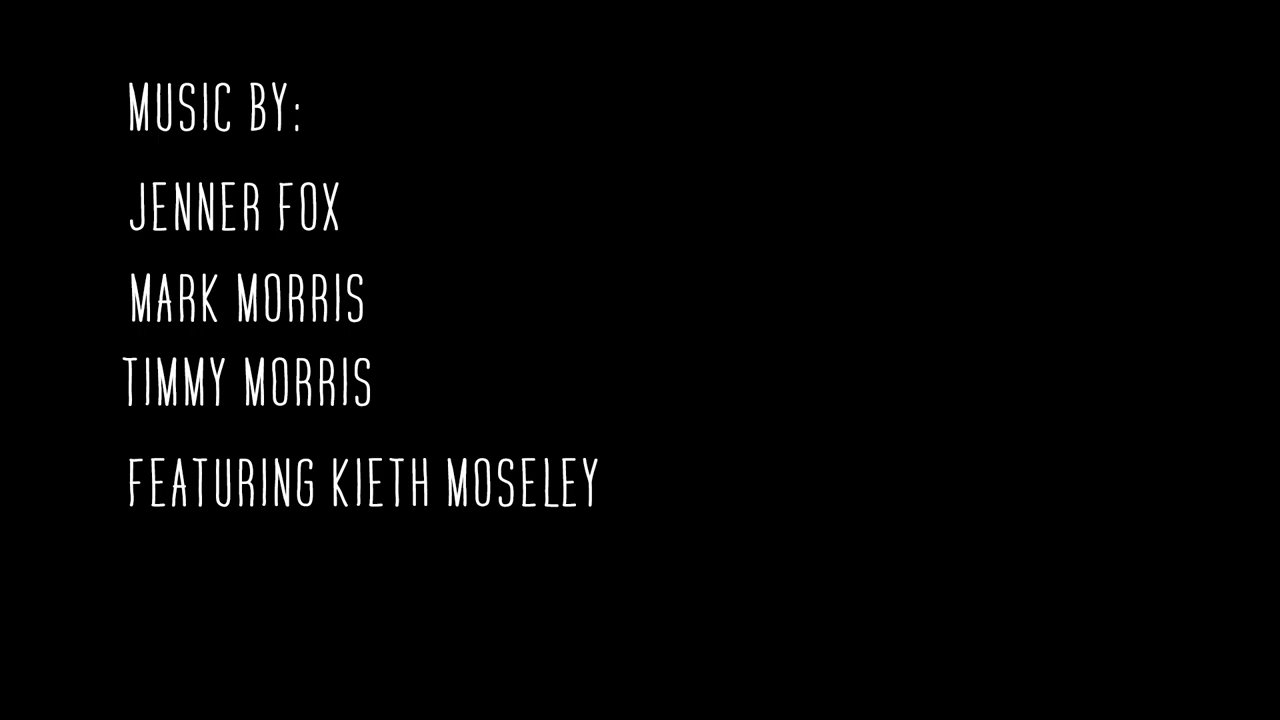 MUSIC BY:
JENNER FOX
MARK MORRIS
TIMMY MORRIS
FEATURING KIETH MOSELEY